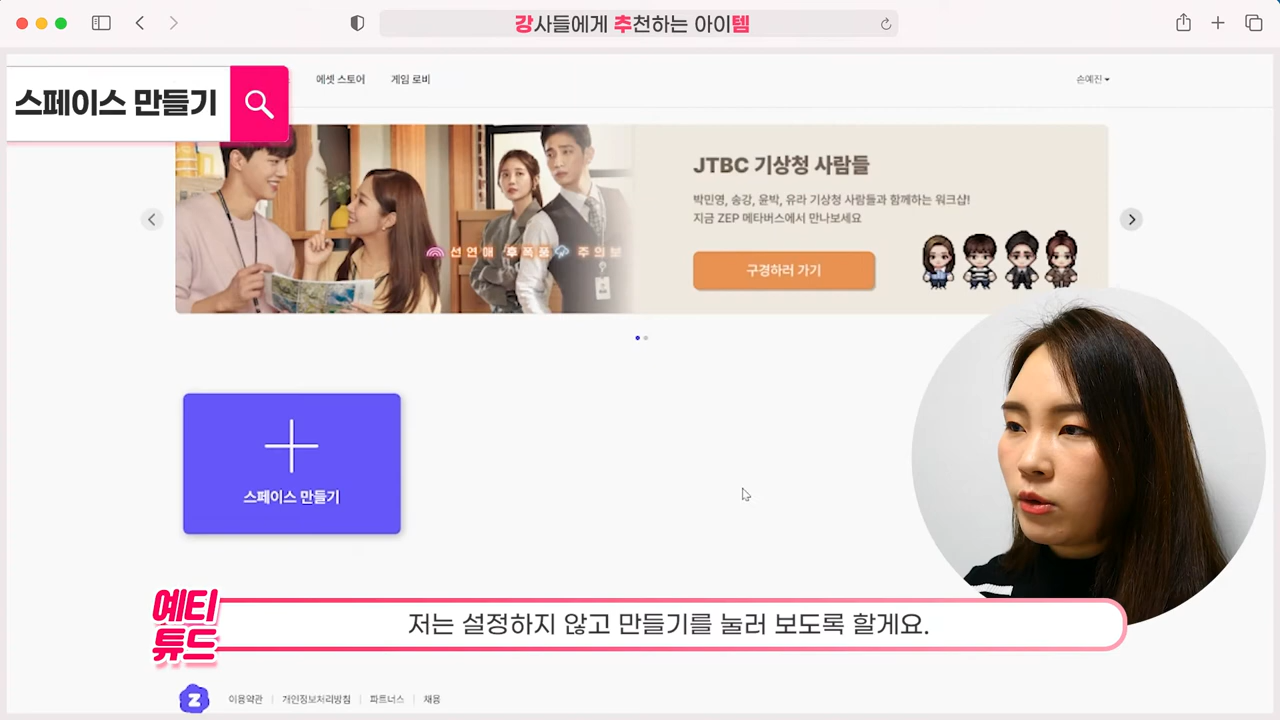 강사들에게 추천하는 아이템
스페이스 만들기
에셋 스토어
게임 로비
손예진
JTBC 기상청 사람들
박민영, 송강, 윤박, 유라 기상청 사람들과 함께하는 워크샵!
지금 ZEP 메타버스에서 만나보세요
선연애 후폭풍 주의보
구경하러 가기
스페이스 만들기
예티
튜드
저는 설정하지 않고 만들기를 눌러 보도록 할게요.
Z
이용약관 | 개인정보처리방침 | 파트너스 | 채용